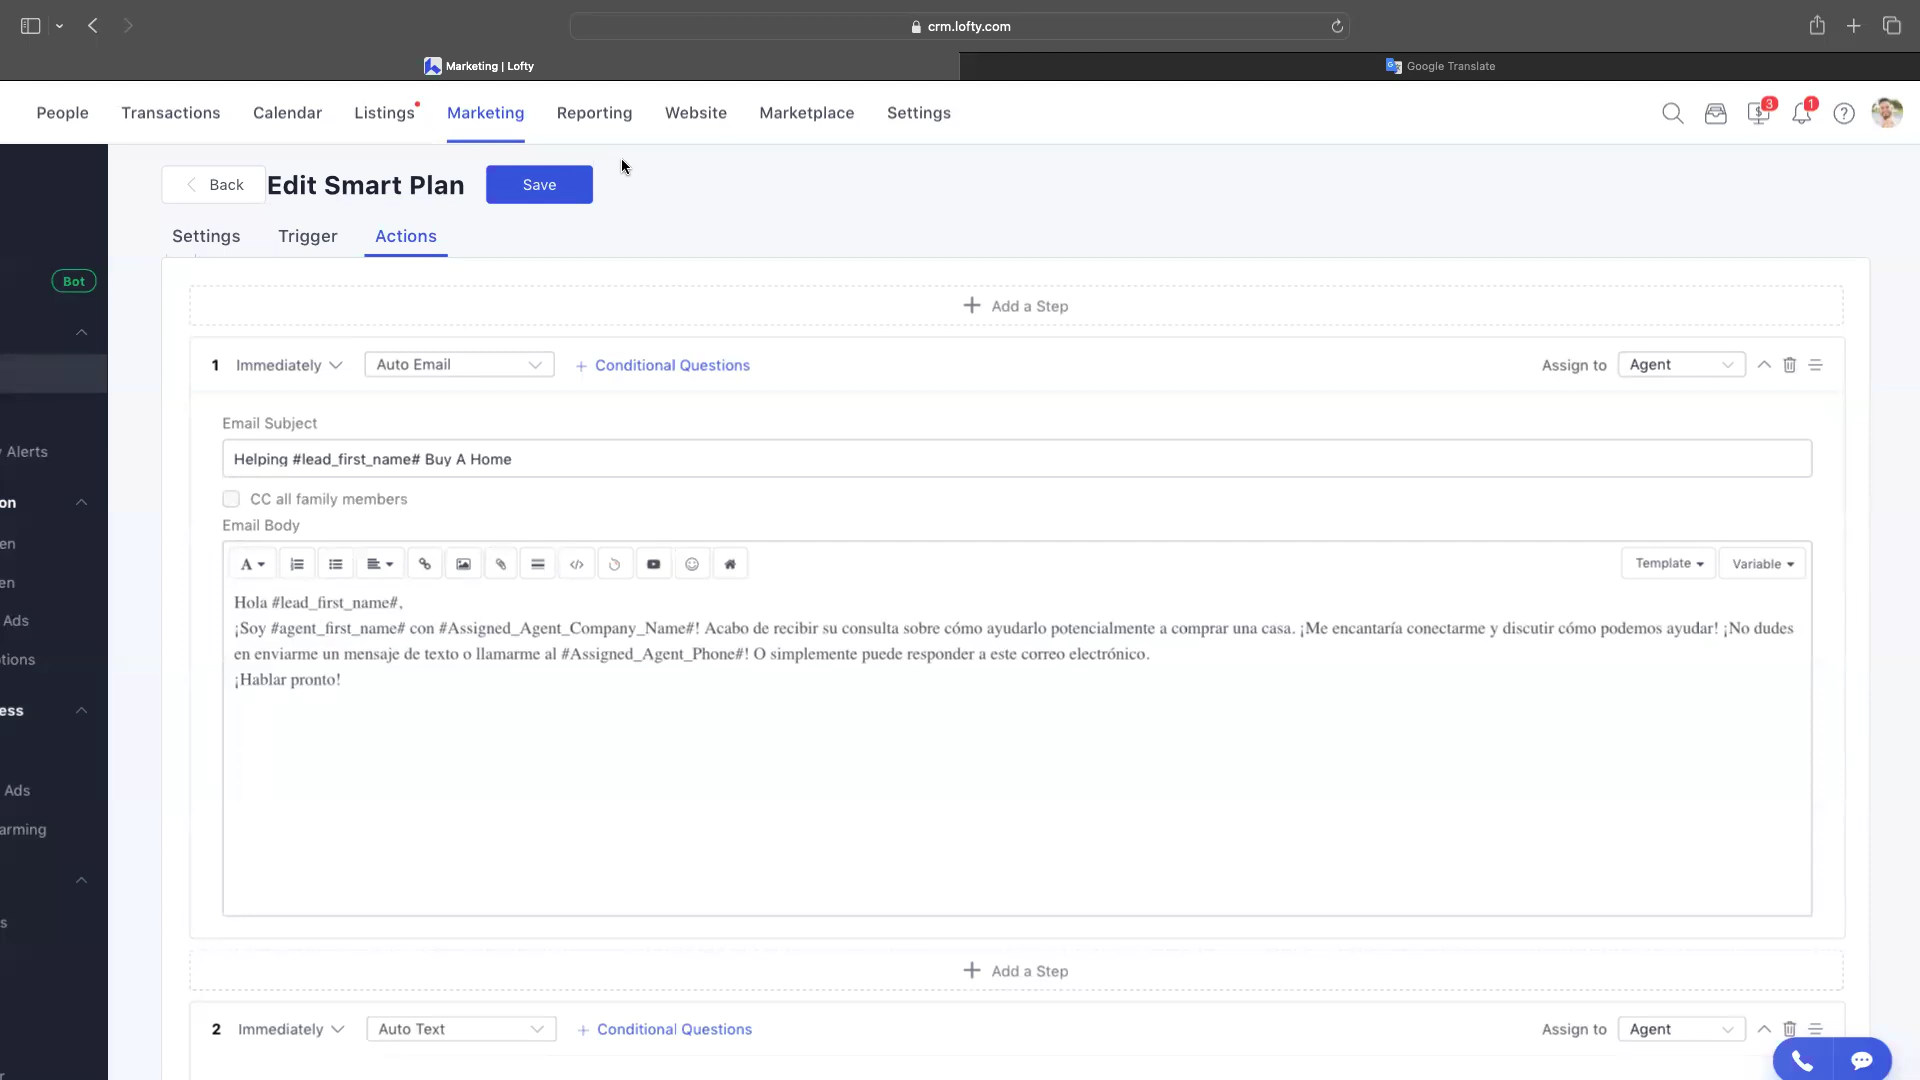 crm.lofty.com
Marketing | Lofty
Google Translate
People Transactions Calendar Listings Marketing Reporting Website Marketplace Settings
3
1
Back
Edit Smart Plan
Save
Settings Trigger Actions
Bot
Add a Step
1 Immediately Auto Email + Conditional Questions Assign to Agent
Email Subject
Helping #lead_first_name# Buy A Home
CC all family members
Email Body
A
Template
Variable
Hola #lead_first_name#,
¡Soy #agent_first_name# con #Assigned_Agent_Company_Name#! Acabo de recibir su consulta sobre cómo ayudarlo potencialmente a comprar una casa. ¡Me encantaría conectarme y discutir cómo podemos ayudar! ¡No dudes
en enviarme un mensaje de texto o llamarme al #Assigned_Agent_Phone#! O simplemente puede responder a este correo electrónico.
¡Hablar pronto!
Add a Step
2 Immediately Auto Text + Conditional Questions Assign to Agent
Alerts
on
en
en
Ads
otions
ess
Ads
arming
s